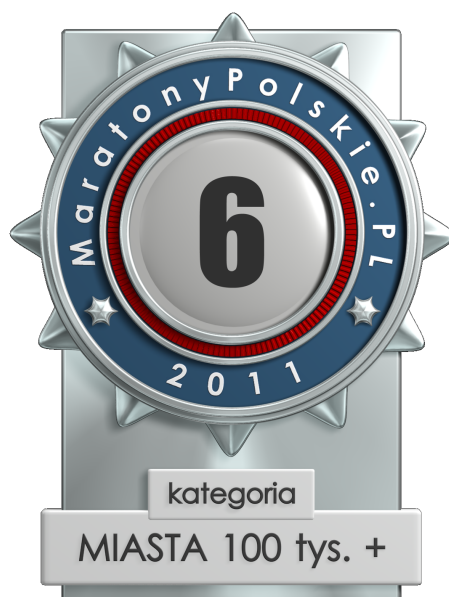 MaratonyPolskie.PL
6
2011
kategoria
MIASTA 100 tys. +